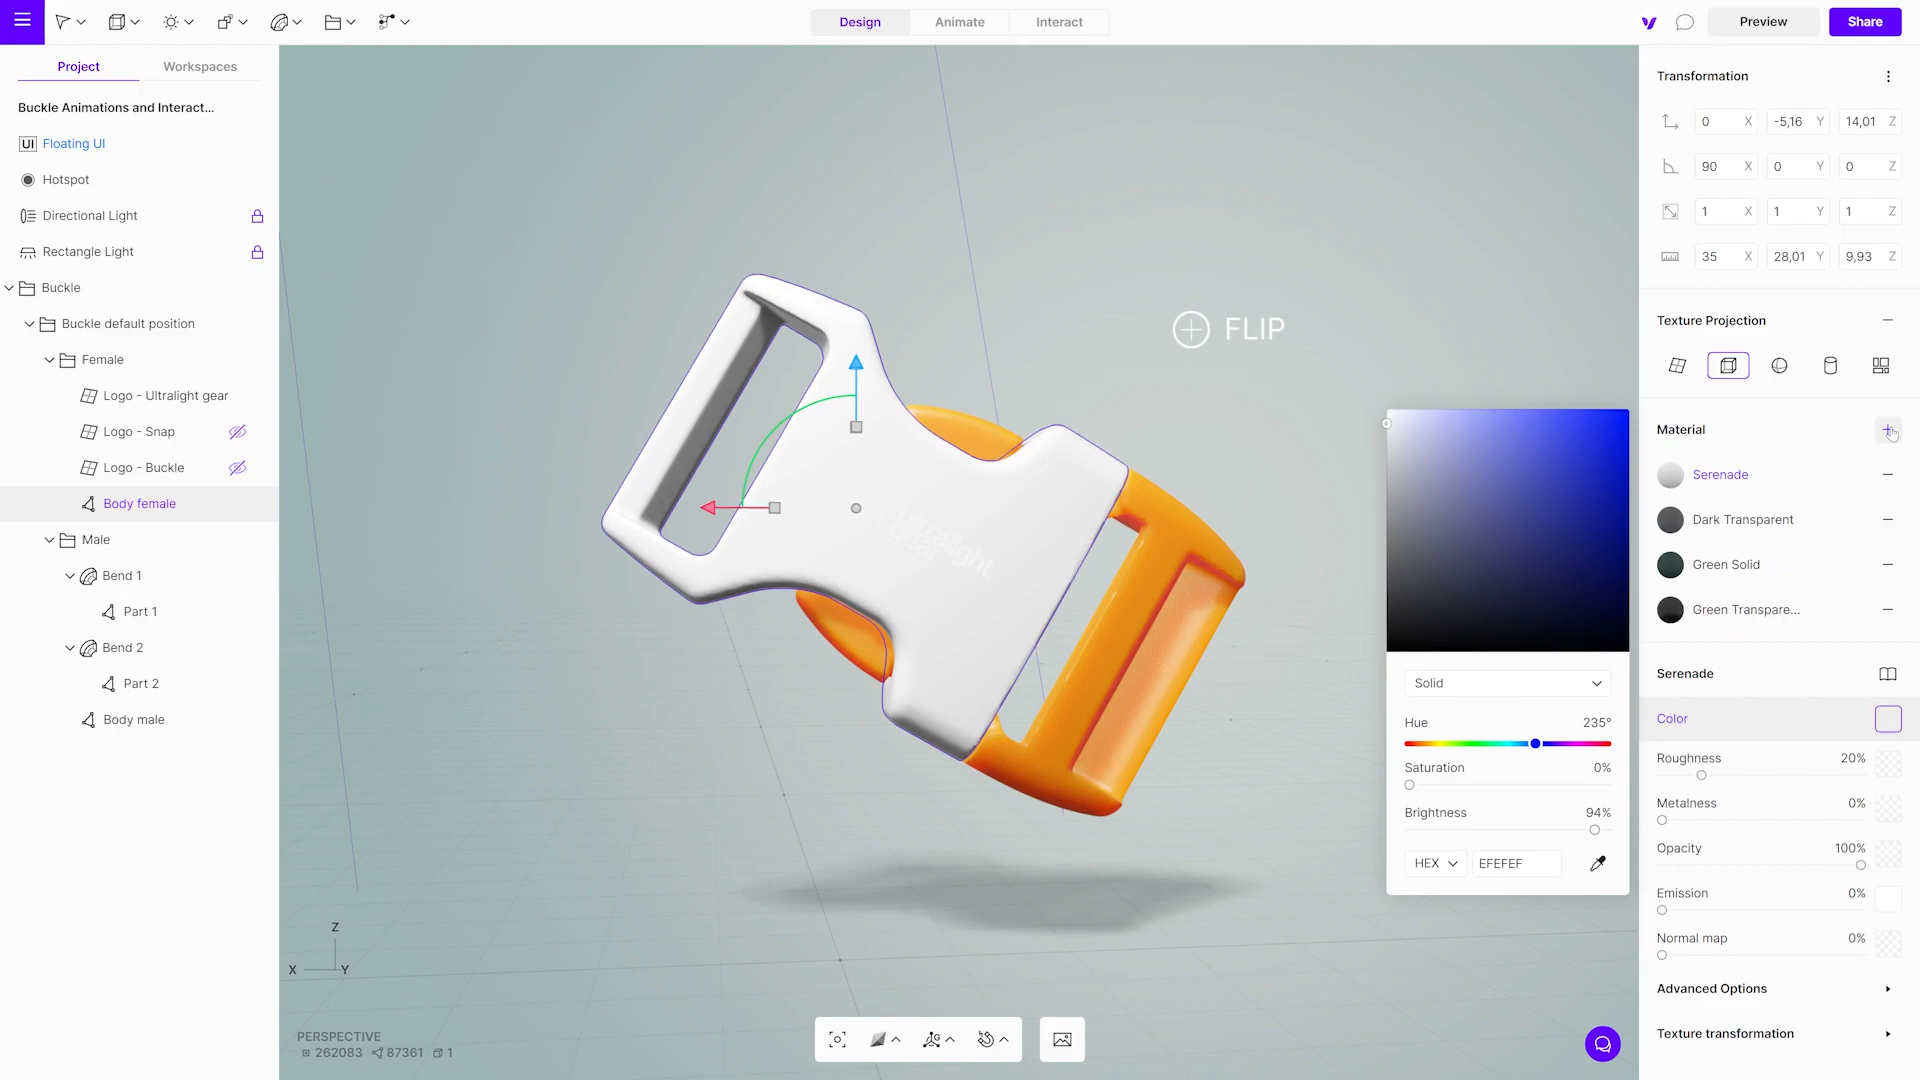 Design
Animate
Interact
Preview
Share
Project
Workspaces
Buckle Animations and Interact...
UI Floating UI
Hotspot
Directional Light
Rectangle Light
Buckle
Buckle default position
Female
Logo - Ultralight gear
Logo - Snap
Logo - Buckle
Body female
Male
Bend 1
Part 1
Bend 2
Part 2
Body male
FLIP
ultralight
gear
Z
X
Y
PERSPECTIVE
262083 87361 1
Solid
Hue 235°
Saturation 0%
Brightness 94%
HEX EFEFEF
Transformation
0 X -5,16 Y 14,01 Z
90 X 0 Y 0 Z
1 X 1 Y 1 Z
35 X 28,01 Y 9,93 Z
Texture Projection
Material
Serenade
Dark Transparent
Green Solid
Green Transpare...
Serenade
Color
Roughness 20%
Metalness 0%
Opacity 100%
Emission 0%
Normal map 0%
Advanced Options
Texture transformation